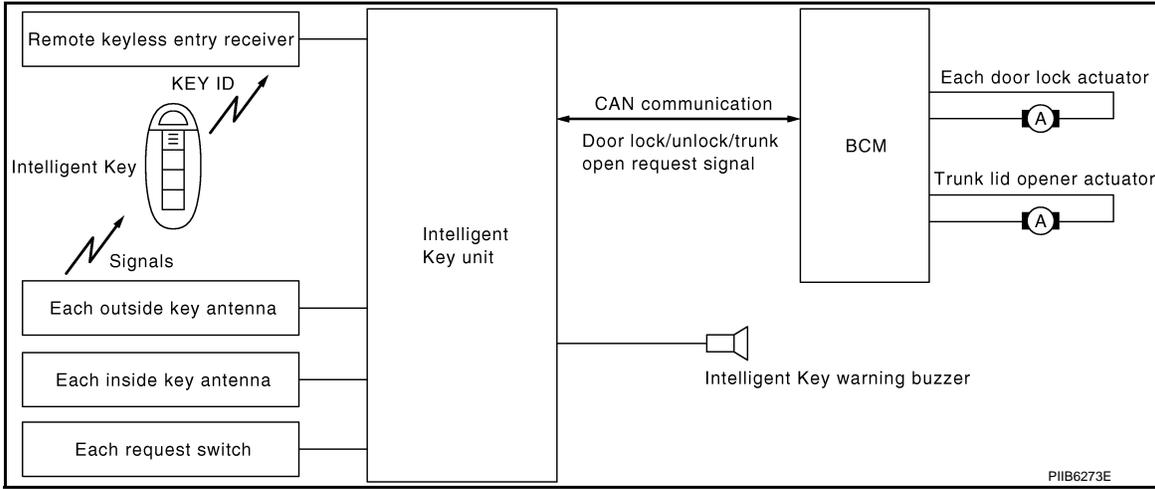 Remote keyless entry receiver
KEY ID
Intelligent Key
Signals
Each outside key antenna
Each inside key antenna
Each request switch
Intelligent
Key unit
CAN communication
Door lock/unlock/trunk
open request signal
BCM
Each door lock actuator
A
Trunk lid opener actuator
A
Intelligent Key warning buzzer
PIIB6273E